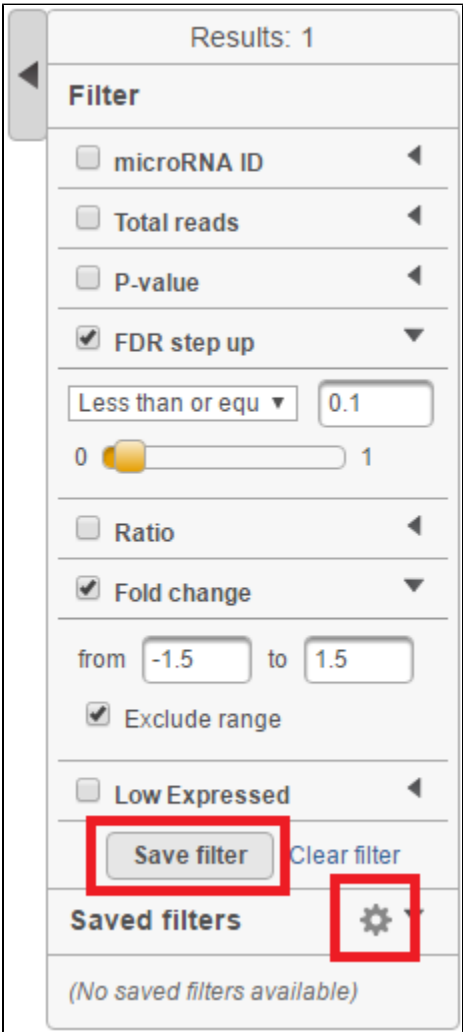 Results: 1
Filter
microRNA ID
Total reads
P-value
FDR step up
Less than or equ 0.1
0 1
Ratio
Fold change
from -1.5 to 1.5
Exclude range
Low Expressed
Save filter Clear filter
Saved filters
(No saved filters available)